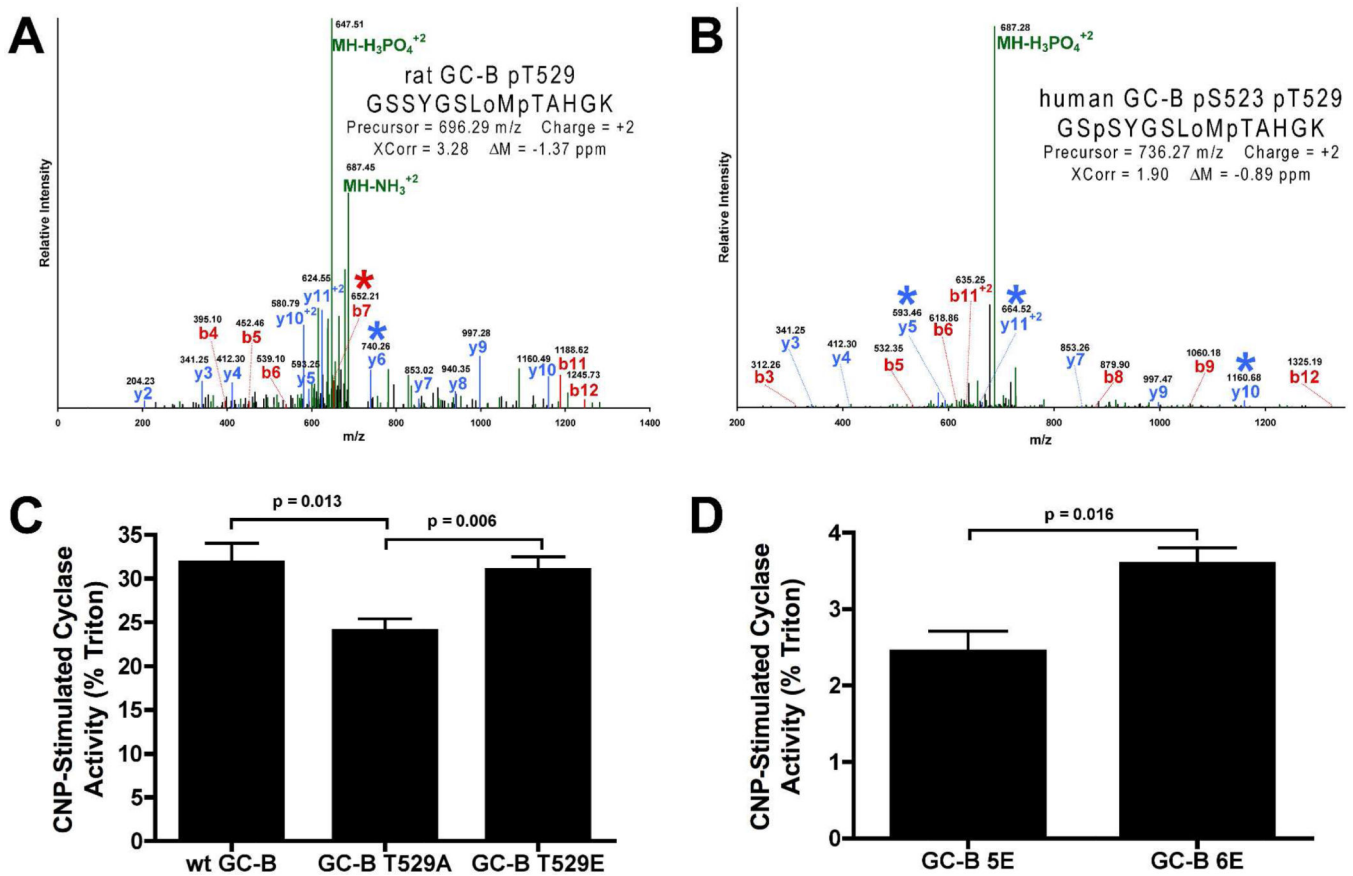 A
647.51
MH-H₃PO₄⁺²
rat GC-B pT529
GSSYGSLoMpTAHGK
Precursor = 696.29 m/z Charge = +2
XCorr = 3.28 ΔM = -1.37 ppm
687.45
MH-NH₃⁺²
Relative Intensity
624.55
y11⁺²
580.79
y10⁺²
*
652.21
b7
395.10
b4
452.46
b5
*
740.26
y6
997.28
y9
341.25
y3
412.30
y4
539.10
b6
593.25
y5
853.02
y7
940.35
y8
1160.49
y10
1188.62
b11
1245.73
b12
204.23
y2
0 200 400 600 800 1000 1200 1400
m/z
B
687.28
MH-H₃PO₄⁺²
human GC-B pS523 pT529
GSpSYGSLoMpTAHGK
Precursor = 736.27 m/z Charge = +2
XCorr = 1.90 ΔM = -0.89 ppm
Relative Intensity
635.25
b11⁺²
*
593.46
y5
618.86
b6
*
664.52
y11⁺²
341.25
y3
412.30
y4
532.35
b5
312.26
b3
853.26
y7
879.90
b8
997.47
y9
1060.18
b9
*
1160.68
y10
1325.19
b12
200 400 600 800 1000 1200
m/z
C
p = 0.013
p = 0.006
CNP-Stimulated Cyclase
Activity (% Triton)
35
30
25
20
15
10
5
0
wt GC-B GC-B T529A GC-B T529E
D
p = 0.016
CNP-Stimulated Cyclase
Activity (% Triton)
4
3
2
1
0
GC-B 5E GC-B 6E